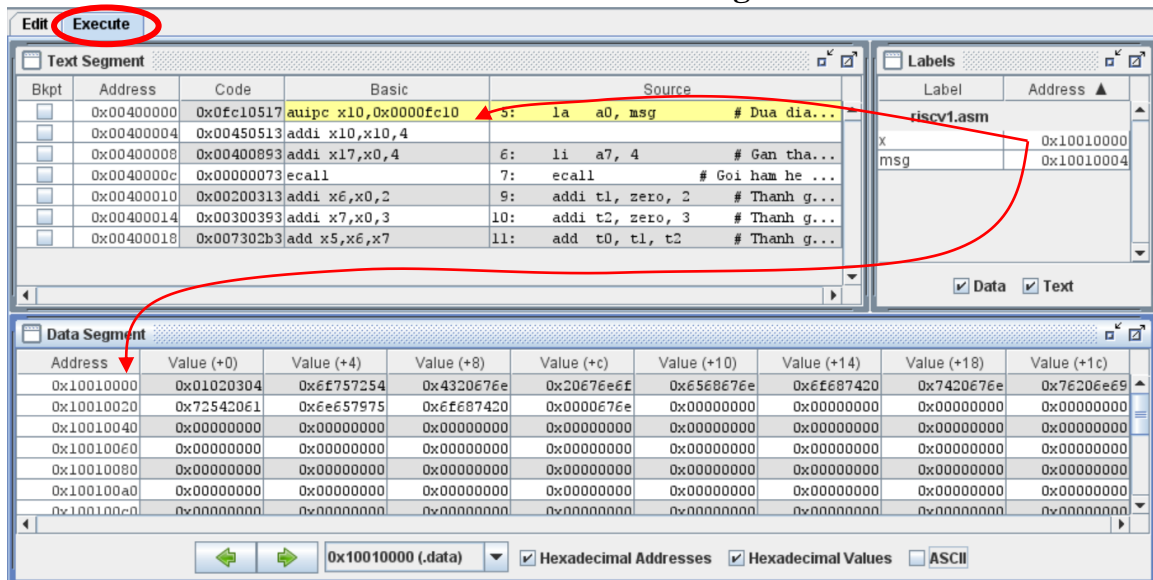 Edit Execute
Text Segment
Bkpt Address Code Basic Source
0x00400000 0x0fc10517 auipc x10,0x0000fc10 5: la a0, msg # Dua dia...
0x00400004 0x00450513 addi x10,x10,4
0x00400008 0x00400893 addi x17,x0,4 6: li a7, 4 # Gan tha...
0x0040000c 0x00000073 ecall 7: ecall # Goi ham he ...
0x00400010 0x00200313 addi x6,x0,2 9: addi t1, zero, 2 # Thanh g...
0x00400014 0x00300393 addi x7,x0,3 10: addi t2, zero, 3 # Thanh g...
0x00400018 0x007302b3 add x5,x6,x7 11: add t0, t1, t2 # Thanh g...
Labels
Label Address ▲
riscv1.asm
x 0x10010000
msg 0x10010004
Data Text
Data Segment
Address Value (+0) Value (+4) Value (+8) Value (+c) Value (+10) Value (+14) Value (+18) Value (+1c)
0x10010000 0x01020304 0x6f757254 0x4320676e 0x20676e6f 0x6568676e 0x6f687420 0x7420676e 0x76206e69
0x10010020 0x72542061 0x6e657975 0x6f687420 0x0000676e 0x00000000 0x00000000 0x00000000 0x00000000
0x10010040 0x00000000 0x00000000 0x00000000 0x00000000 0x00000000 0x00000000 0x00000000 0x00000000
0x10010060 0x00000000 0x00000000 0x00000000 0x00000000 0x00000000 0x00000000 0x00000000 0x00000000
0x10010080 0x00000000 0x00000000 0x00000000 0x00000000 0x00000000 0x00000000 0x00000000 0x00000000
0x100100a0 0x00000000 0x00000000 0x00000000 0x00000000 0x00000000 0x00000000 0x00000000 0x00000000
0x100100c0 0x00000000 0x00000000 0x00000000 0x00000000 0x00000000 0x00000000 0x00000000 0x00000000
0x10010000 (.data) Hexadecimal Addresses Hexadecimal Values ASCII